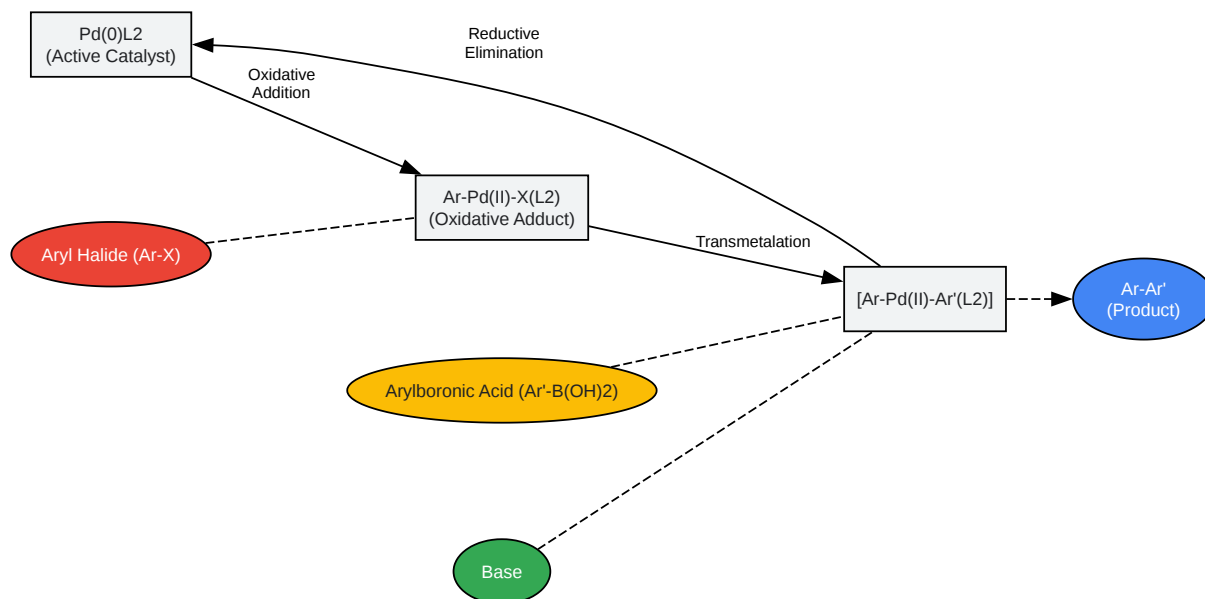 Pd(0)L2
(Active Catalyst)
Reductive
Elimination
Oxidative
Addition
Ar-Pd(II)-X(L2)
(Oxidative Adduct)
Aryl Halide (Ar-X)
Transmetalation
[Ar-Pd(II)-Ar'(L2)]
Ar-Ar'
(Product)
Arylboronic Acid (Ar'-B(OH)2)
Base